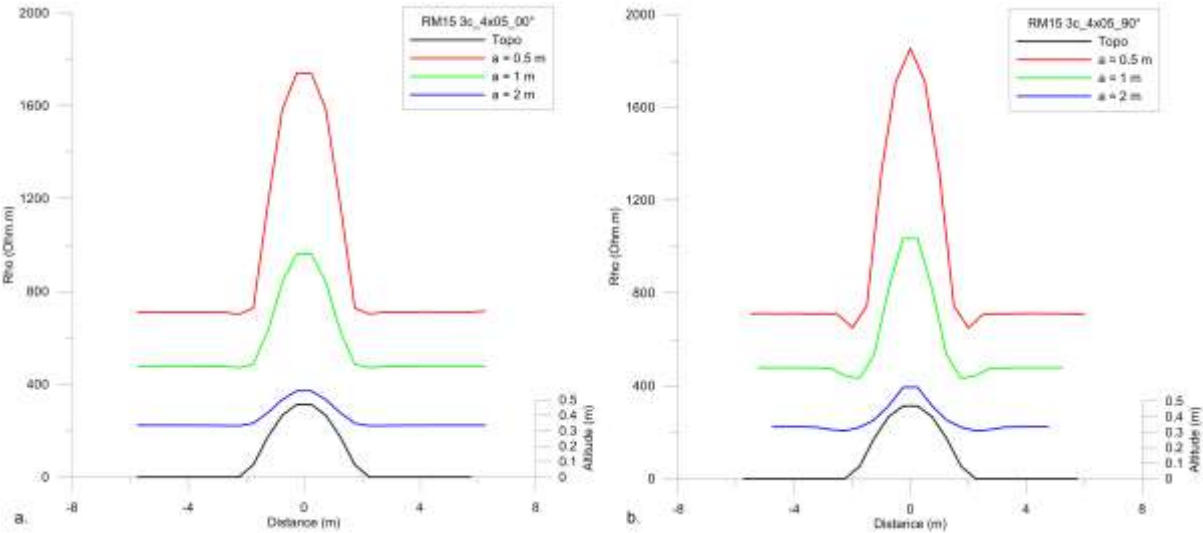 2000
1600
1200
800
400
0
Rho (Ohm.m)
RM15 3c_4x05_00°
Topo
a = 0.5 m
a = 1 m
a = 2 m
0.5
0.4
0.3
0.2
0.1
0
Altitude (m)
-8 -4 0 4 8
Distance (m)
a.
2000
1600
1200
800
400
0
Rho (Ohm.m)
RM15 3c_4x05_90°
Topo
a = 0.5 m
a = 1 m
a = 2 m
0.5
0.4
0.3
0.2
0.1
0
Altitude (m)
-8 -4 0 4 8
Distance (m)
b.